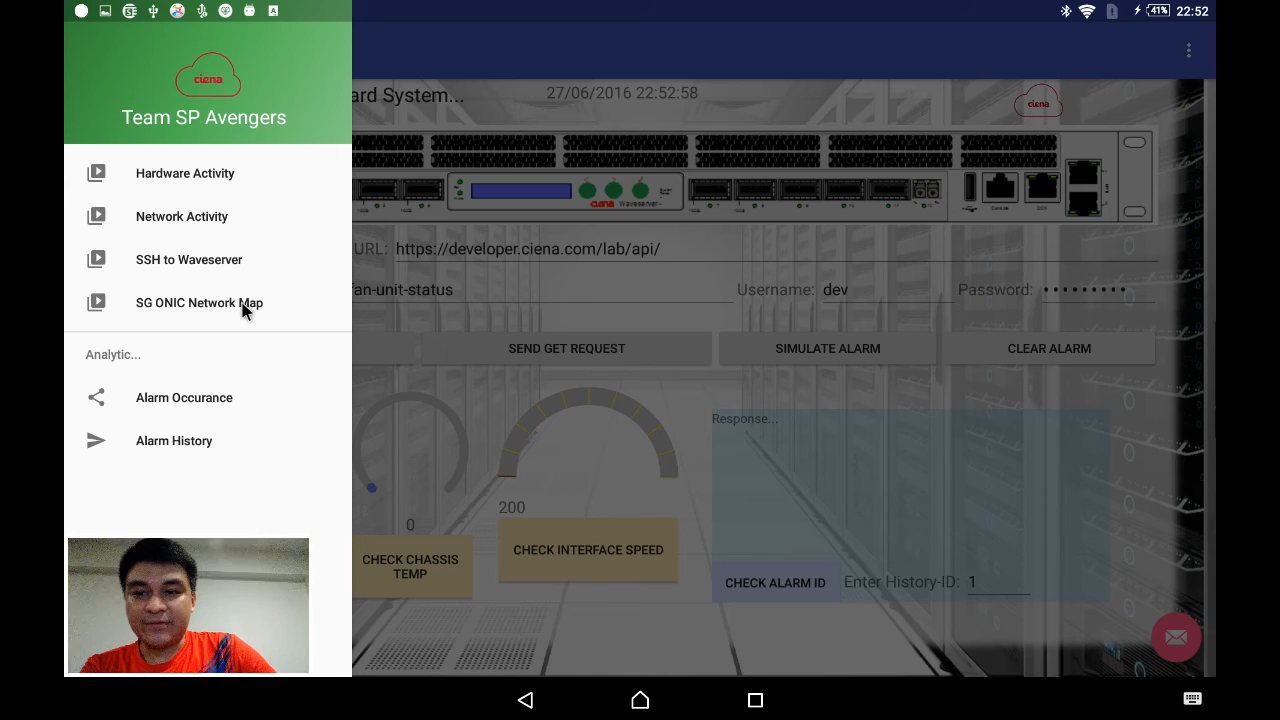 41% 22:52
ciena
Team SP Avengers
ard System... 27/06/2016 22:52:58
ciena
Hardware Activity
Network Activity
SSH to Waveserver
SG ONIC Network Map
ciena Waveserver
URL: https://developer.ciena.com/lab/api/
fan-unit-status Username: dev Password: •••••••••
SEND GET REQUEST SIMULATE ALARM CLEAR ALARM
Analytic...
Alarm Occurance
Alarm History
Response...
0
200
CHECK CHASSIS
TEMP
CHECK INTERFACE SPEED
CHECK ALARM ID Enter History-ID: 1